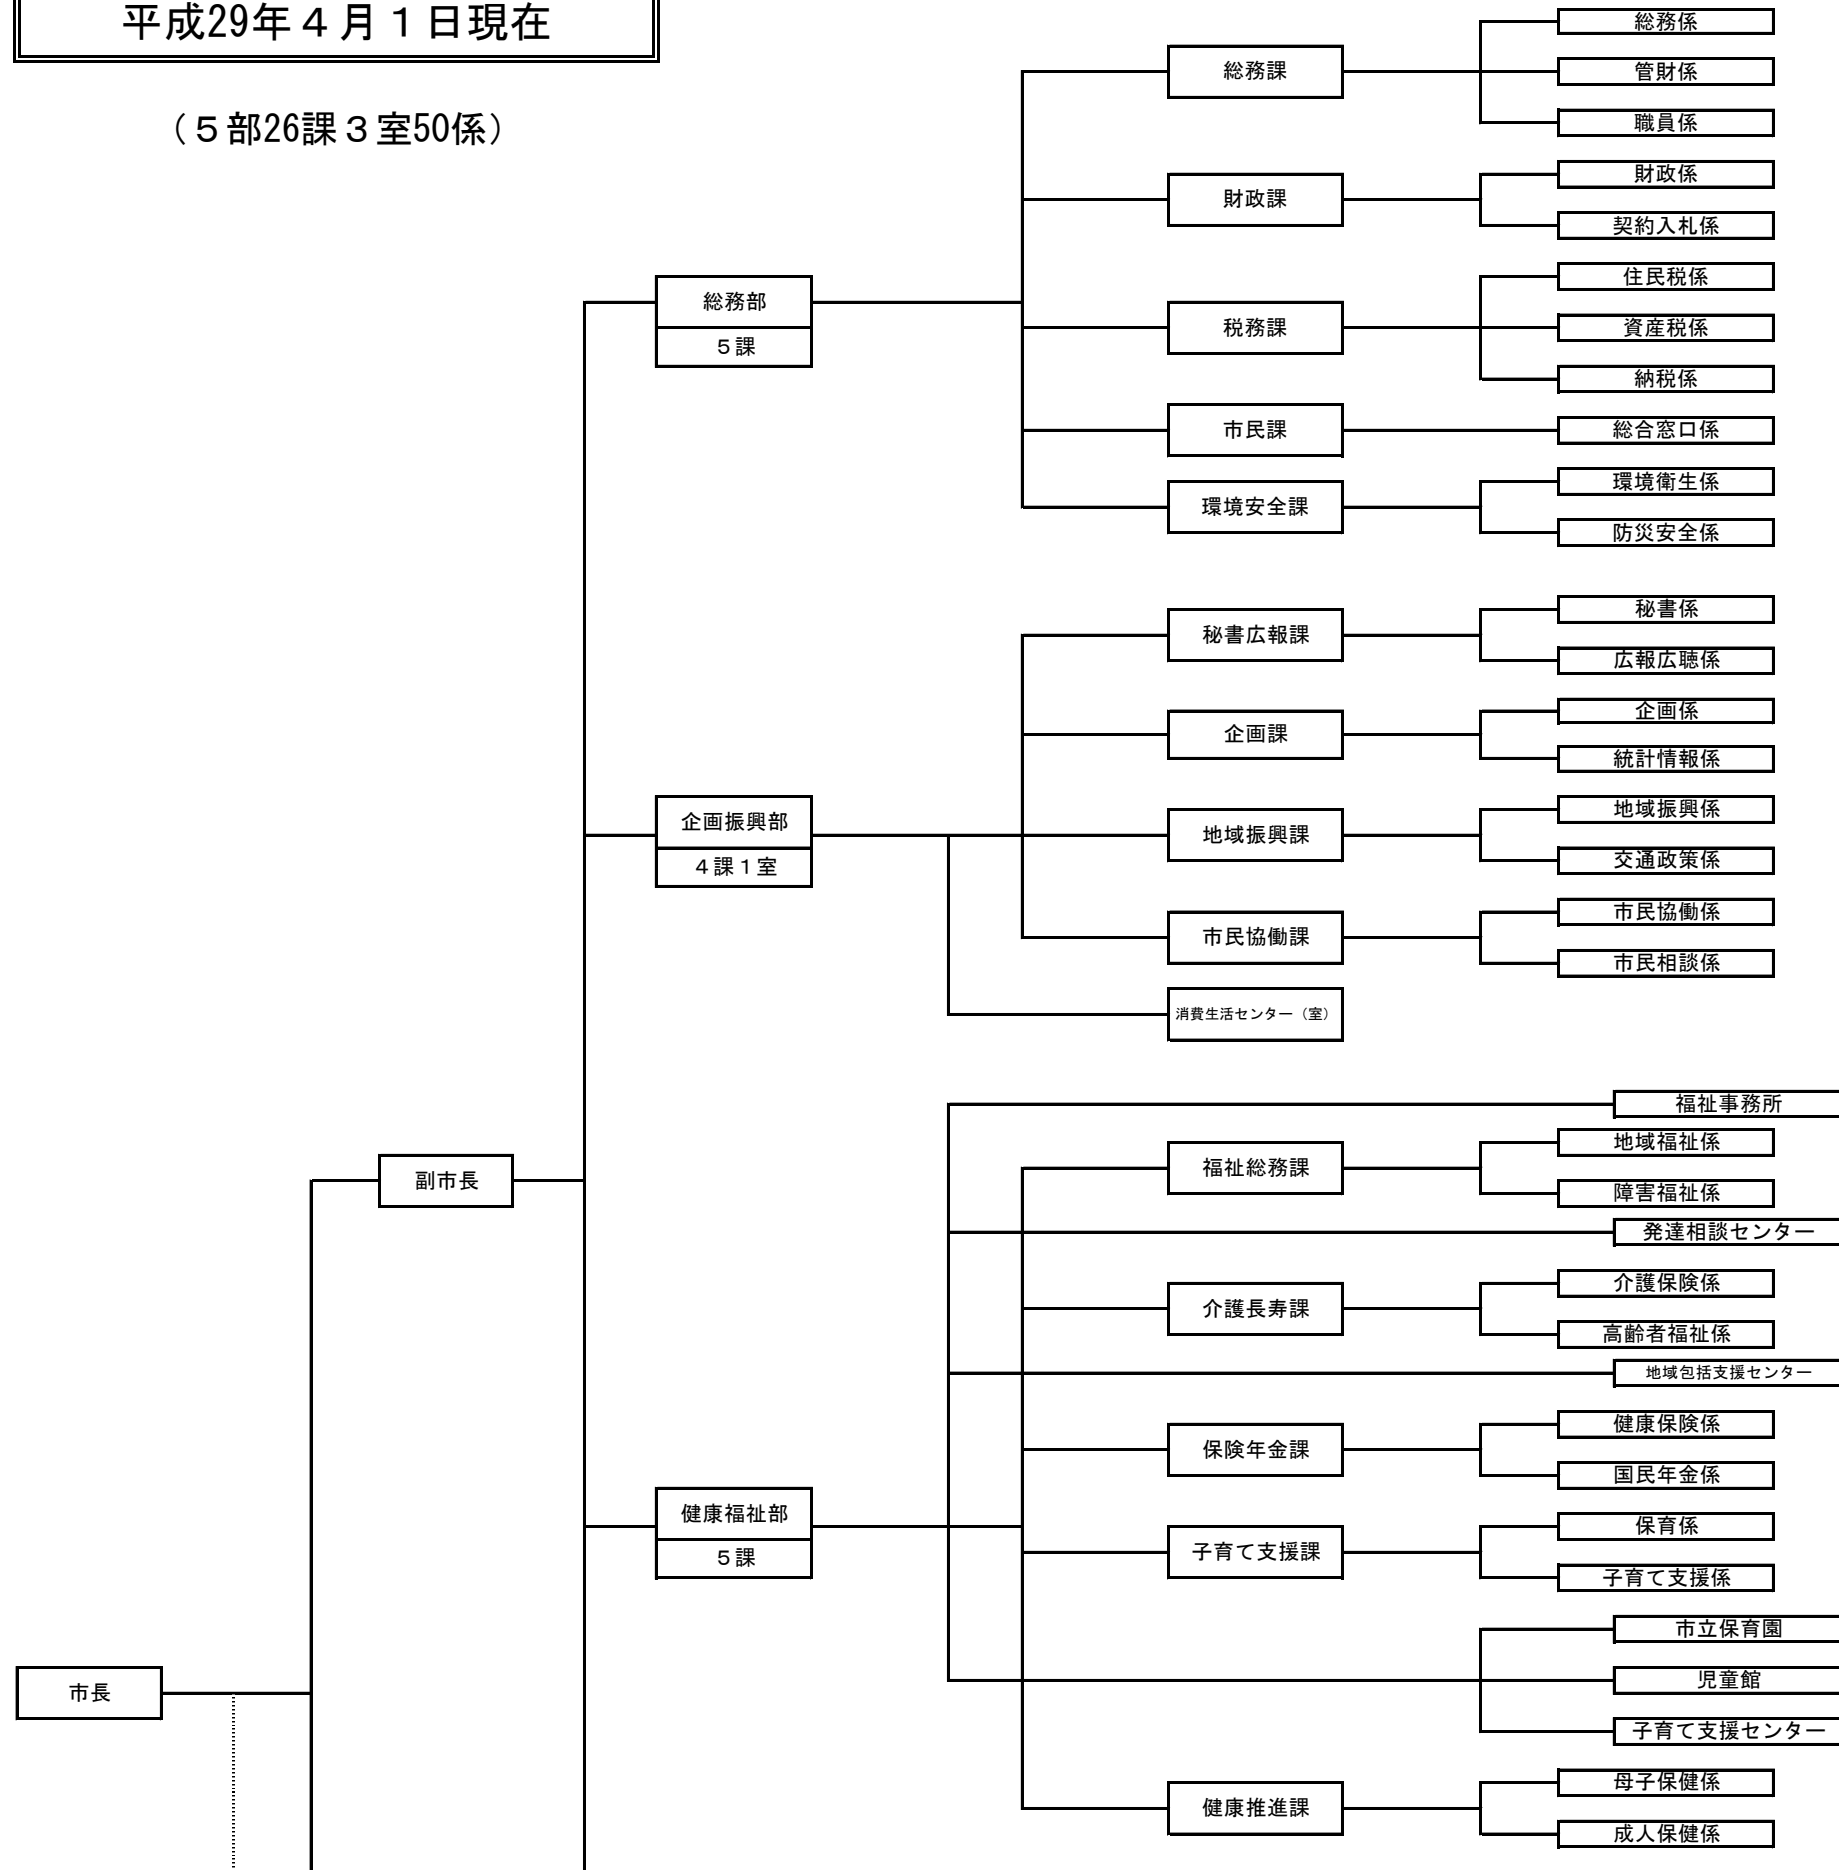 平成29年４月１日現在
（５部26課３室50係）
総務係
総務課
管財係
職員係
財政係
財政課
契約入札係
住民税係
総務部
税務課
資産税係
５課
納税係
市民課
総合窓口係
環境衛生係
環境安全課
防災安全係
秘書係
秘書広報課
広報広聴係
企画係
企画課
統計情報係
地域振興係
企画振興部
地域振興課
４課１室
交通政策係
市民協働係
市民協働課
市民相談係
消費生活センター（室）
福祉事務所
地域福祉係
福祉総務課
副市長
障害福祉係
発達相談センター
介護保険係
介護長寿課
高齢者福祉係
地域包括支援センター
健康保険係
保険年金課
国民年金係
健康福祉部
保育係
５課
子育て支援課
子育て支援係
市立保育園
児童館
市長
子育て支援センター
母子保健係
健康推進課
成人保健係